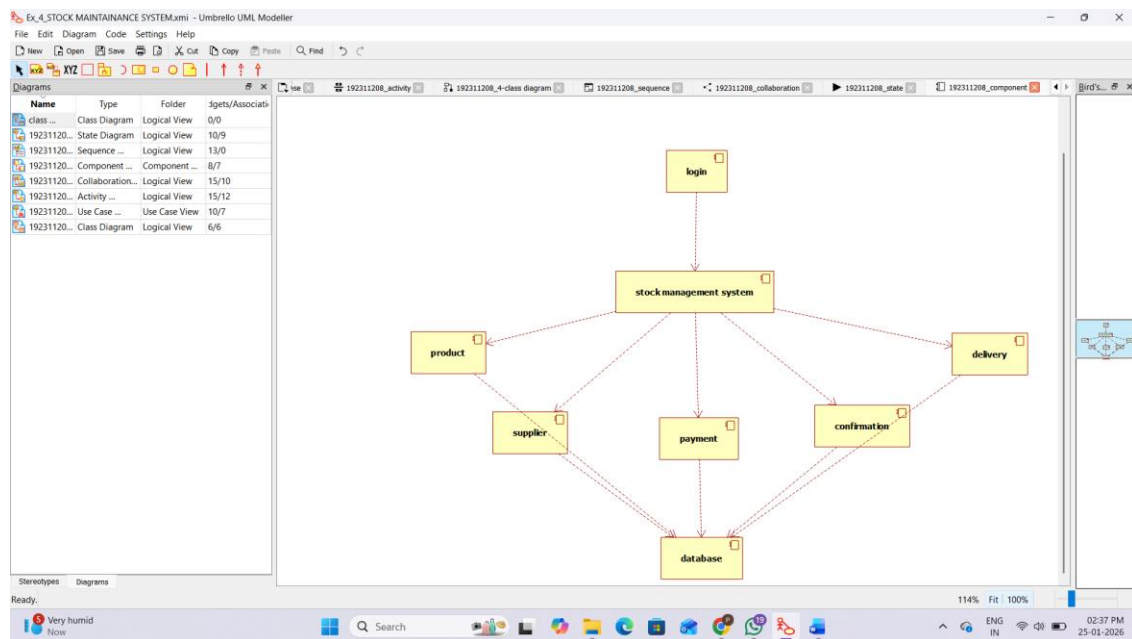 Ex_4_STOCK MAINTAINANCE SYSTEM.xmi - Umbrello UML Modeller
File Edit Diagram Code Settings Help
New Open Save Cut Copy Paste Find
XYZ XYZ
Diagrams
Name Type Folder
class ... Class Diagram Logical View 0/0
19231120... State Diagram Logical View 10/9
19231120... Sequence ... Logical View 13/0
19231120... Component ... Component ... 8/7
19231120... Collaboration... Logical View 15/10
19231120... Activity ... Logical View 15/12
19231120... Use Case ... Use Case View 10/7
19231120... Class Diagram Logical View 6/6
Stereotypes Diagrams
ise 192311208_activity 192311208_4-class diagram 192311208_sequence 192311208_collaboration 192311208_state 192311208_component
Bird's...
login
stock management system
product
delivery
supplier
payment
confirmation
database
Ready.
114% Fit 100%
5
Very humid
Now
Search
19
ENG
IN
02:37 PM
25-01-2026